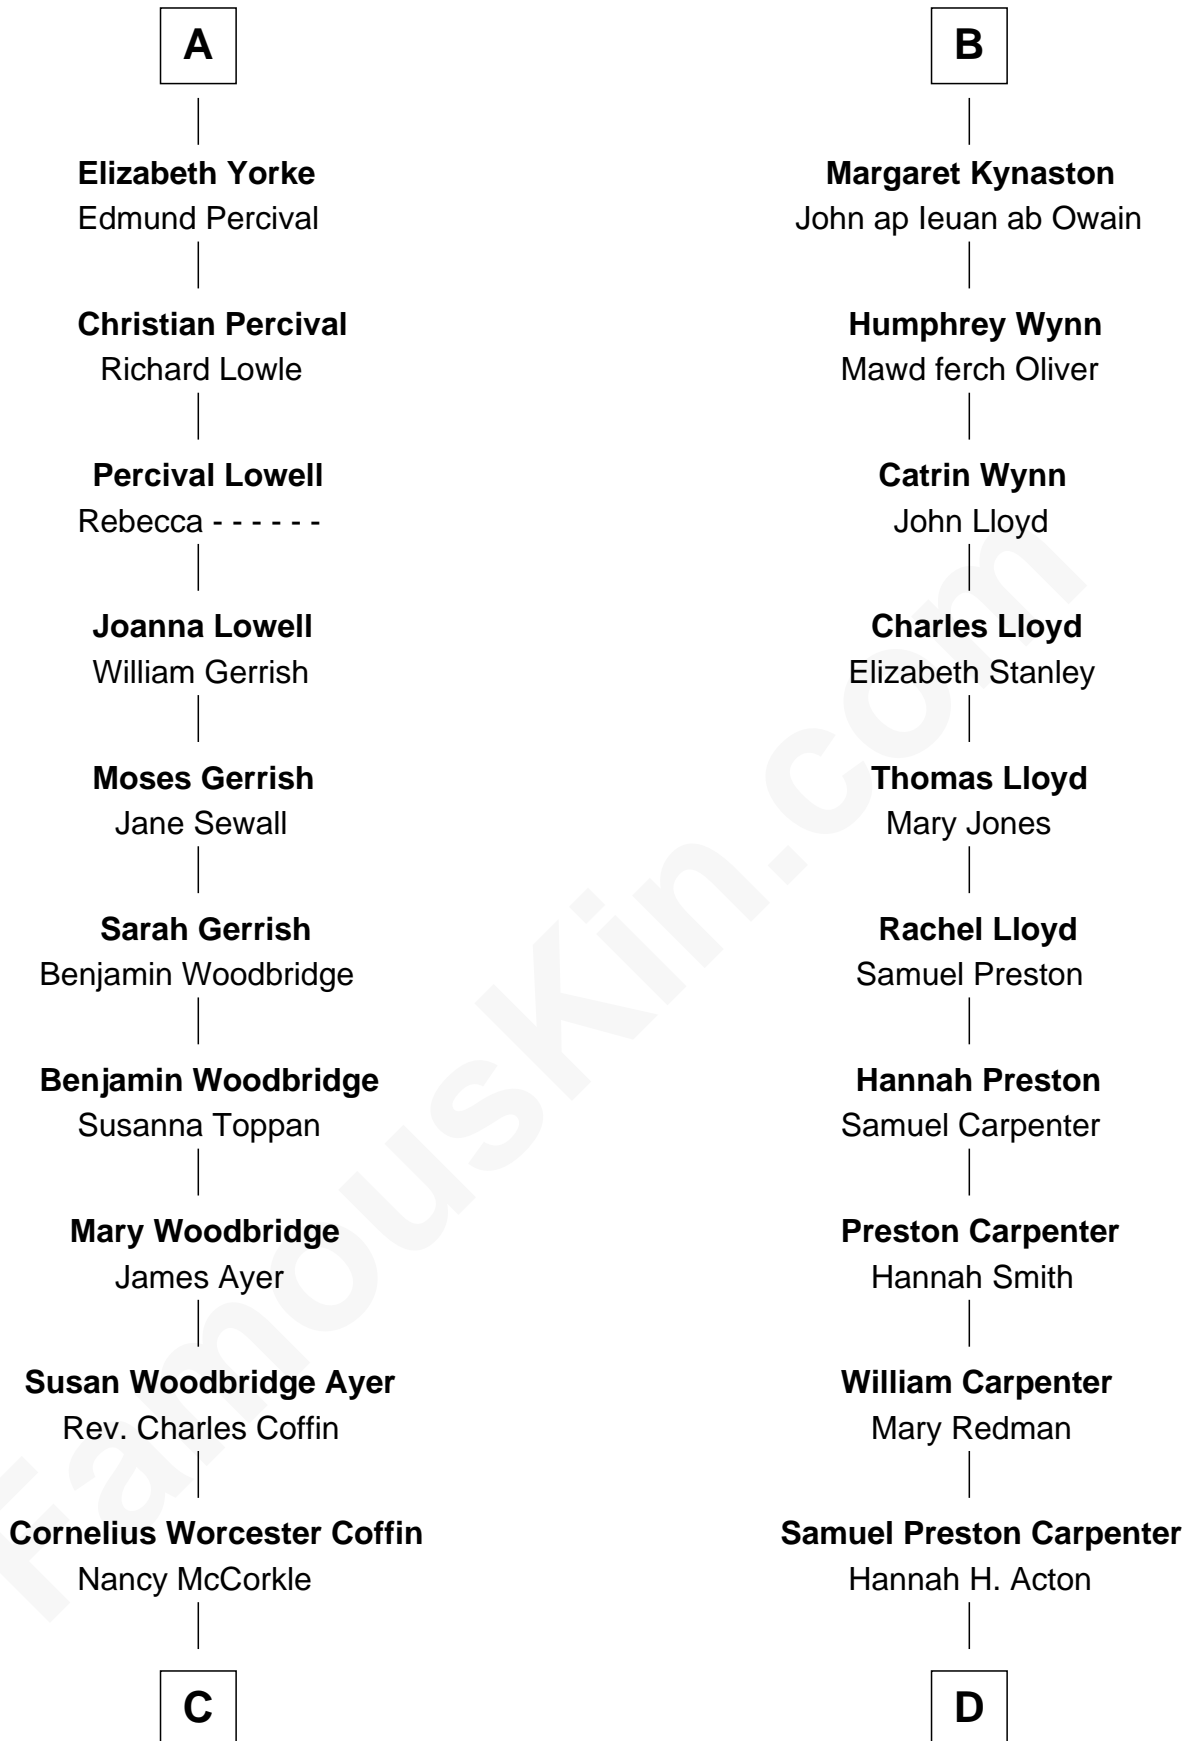 A
Elizabeth Yorke
Edmund Percival
Christian Percival
Richard Lowle
Percival Lowell
Rebecca - - - - - -
Joanna Lowell
William Gerrish
Moses Gerrish
Jane Sewall
Sarah Gerrish
Benjamin Woodbridge
Benjamin Woodbridge
Susanna Toppan
Mary Woodbridge
James Ayer
Susan Woodbridge Ayer
Rev. Charles Coffin
Cornelius Worcester Coffin
Nancy McCorkle
C
B
Margaret Kynaston
John ap Ieuan ab Owain
Humphrey Wynn
Mawd ferch Oliver
Catrin Wynn
John Lloyd
Charles Lloyd
Elizabeth Stanley
Thomas Lloyd
Mary Jones
Rachel Lloyd
Samuel Preston
Hannah Preston
Samuel Carpenter
Preston Carpenter
Hannah Smith
William Carpenter
Mary Redman
Samuel Preston Carpenter
Hannah H. Acton
D
FamousKin.com